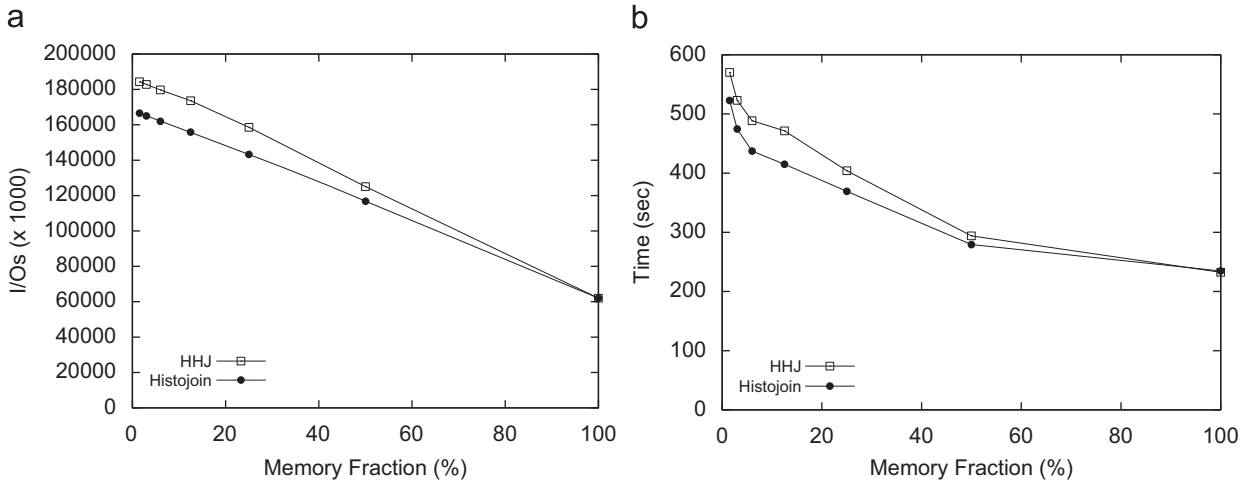 a
200000
180000
160000
140000
120000
100000
80000
60000
40000
20000
0
I/Os (x 1000)
HHJ
Histojoin
0 20 40 60 80 100
Memory Fraction (%)
b
600
500
400
300
200
100
0
Time (sec)
HHJ
Histojoin
0 20 40 60 80 100
Memory Fraction (%)